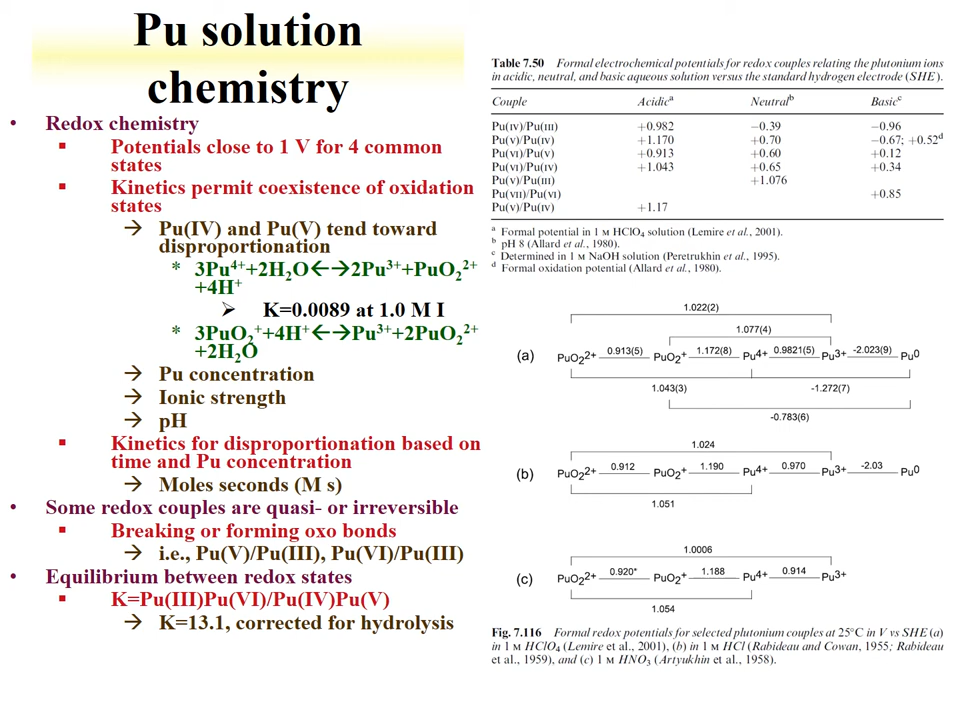 Pu solution
chemistry
• Redox chemistry
▪ Potentials close to 1 V for 4 common
states
▪ Kinetics permit coexistence of oxidation
states
→ Pu(IV) and Pu(V) tend toward
disproportionation
* 3Pu⁴⁺+2H₂O←→2Pu³⁺+PuO₂²⁺
+4H⁺
➢ K=0.0089 at 1.0 M I
* 3PuO₂⁺+4H⁺←→Pu³⁺+2PuO₂²⁺
+2H₂O
→ Pu concentration
→ Ionic strength
→ pH
▪ Kinetics for disproportionation based on
time and Pu concentration
→ Moles seconds (M s)
• Some redox couples are quasi- or irreversible
▪ Breaking or forming oxo bonds
→ i.e., Pu(V)/Pu(III), Pu(VI)/Pu(III)
• Equilibrium between redox states
▪ K=Pu(III)Pu(VI)/Pu(IV)Pu(V)
→ K=13.1, corrected for hydrolysis
Table 7.50 Formal electrochemical potentials for redox couples relating the plutonium ions
in acidic, neutral, and basic aqueous solution versus the standard hydrogen electrode (SHE).
Couple Acidicᵃ Neutralᵇ Basicᶜ
Pu(IV)/Pu(III) +0.982 −0.39 −0.96
Pu(V)/Pu(IV) +1.170 +0.70 −0.67; +0.52ᵈ
Pu(VI)/Pu(V) +0.913 +0.60 +0.12
Pu(VI)/Pu(IV) +1.043 +0.65 +0.34
Pu(V)/Pu(III) +1.076
Pu(VII)/Pu(VI) +0.85
Pu(V)/Pu(IV) +1.17
ᵃ Formal potential in 1 M HClO₄ solution (Lemire et al., 2001).
ᵇ pH 8 (Allard et al., 1980).
ᶜ Determined in 1 M NaOH solution (Peretrukhin et al., 1995).
ᵈ Formal oxidation potential (Allard et al., 1980).
1.022(2)
1.077(4)
(a) PuO₂²⁺ 0.913(5) PuO₂⁺ 1.172(8) Pu⁴⁺ 0.9821(5) Pu³⁺ -2.023(9) Pu⁰
1.043(3) -1.272(7)
-0.783(6)
1.024
(b) PuO₂²⁺ 0.912 PuO₂⁺ 1.190 Pu⁴⁺ 0.970 Pu³⁺ -2.03 Pu⁰
1.051
1.0006
(c) PuO₂²⁺ 0.920* PuO₂⁺ 1.188 Pu⁴⁺ 0.914 Pu³⁺
1.054
Fig. 7.116 Formal redox potentials for selected plutonium couples at 25°C in V vs SHE (a)
in 1 M HClO₄ (Lemire et al., 2001), (b) in 1 M HCl (Rabideau and Cowan, 1955; Rabideau
et al., 1959), and (c) 1 M HNO₃ (Artyukhin et al., 1958).